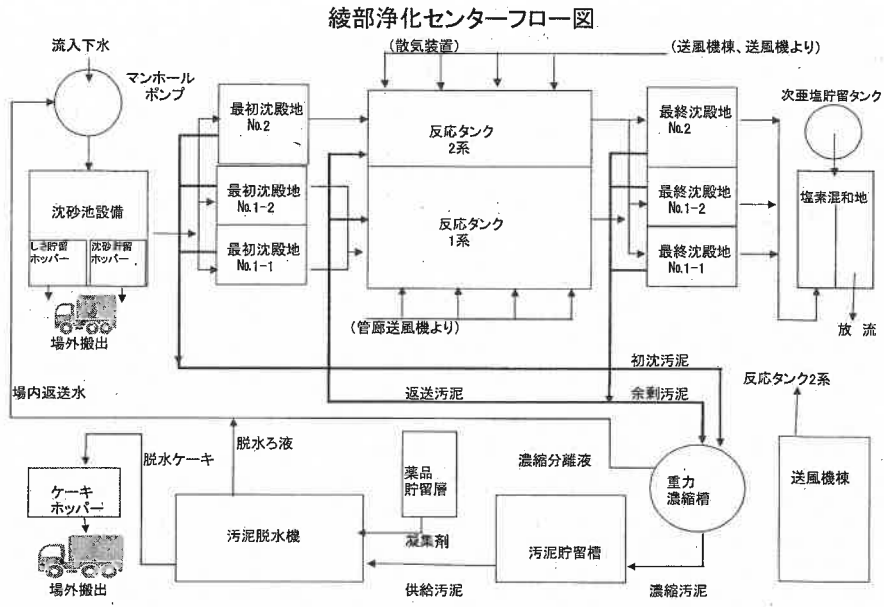 綾部浄化センターフロー図
流入下水
マンホール
ポンプ
(散気装置)
(送風機棟、送風機より)
最初沈殿地
No.2
最初沈殿地
No.1-2
最初沈殿地
No.1-1
反応タンク
2系
反応タンク
1系
最終沈殿地
No.2
最終沈殿地
No.1-2
最終沈殿地
No.1-1
次亜塩貯留タンク
塩素混和地
放 流
沈砂池設備
しさ貯留
ホッパー
沈砂貯留
ホッパー
場外搬出
(管廊送風機より)
初沈汚泥
場内返送水
返送汚泥
余剰汚泥
反応タンク2系
脱水ケーキ
脱水ろ液
薬品
貯留層
濃縮分離液
重力
濃縮槽
送風機棟
ケーキ
ホッパー
汚泥脱水機
凝集剤
汚泥貯留槽
場外搬出
供給汚泥
濃縮汚泥